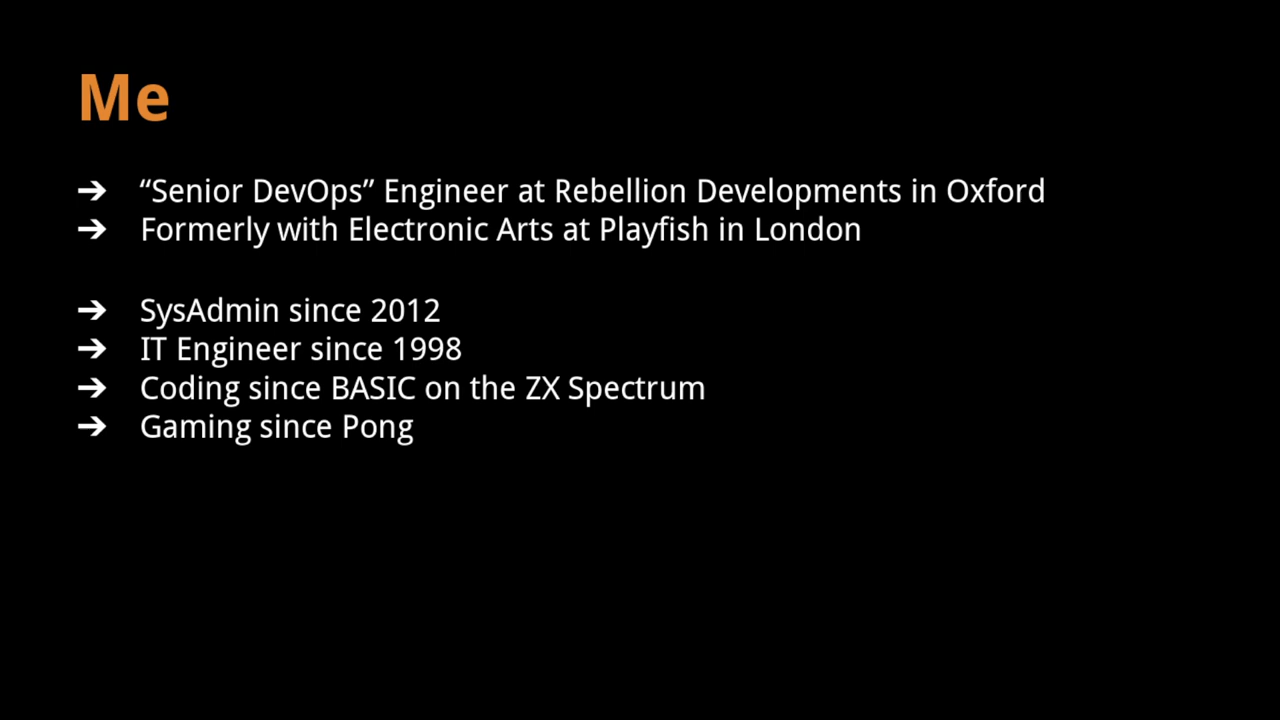 Me
➔ “Senior DevOps” Engineer at Rebellion Developments in Oxford
➔ Formerly with Electronic Arts at Playfish in London
➔ SysAdmin since 2012
➔ IT Engineer since 1998
➔ Coding since BASIC on the ZX Spectrum
➔ Gaming since Pong